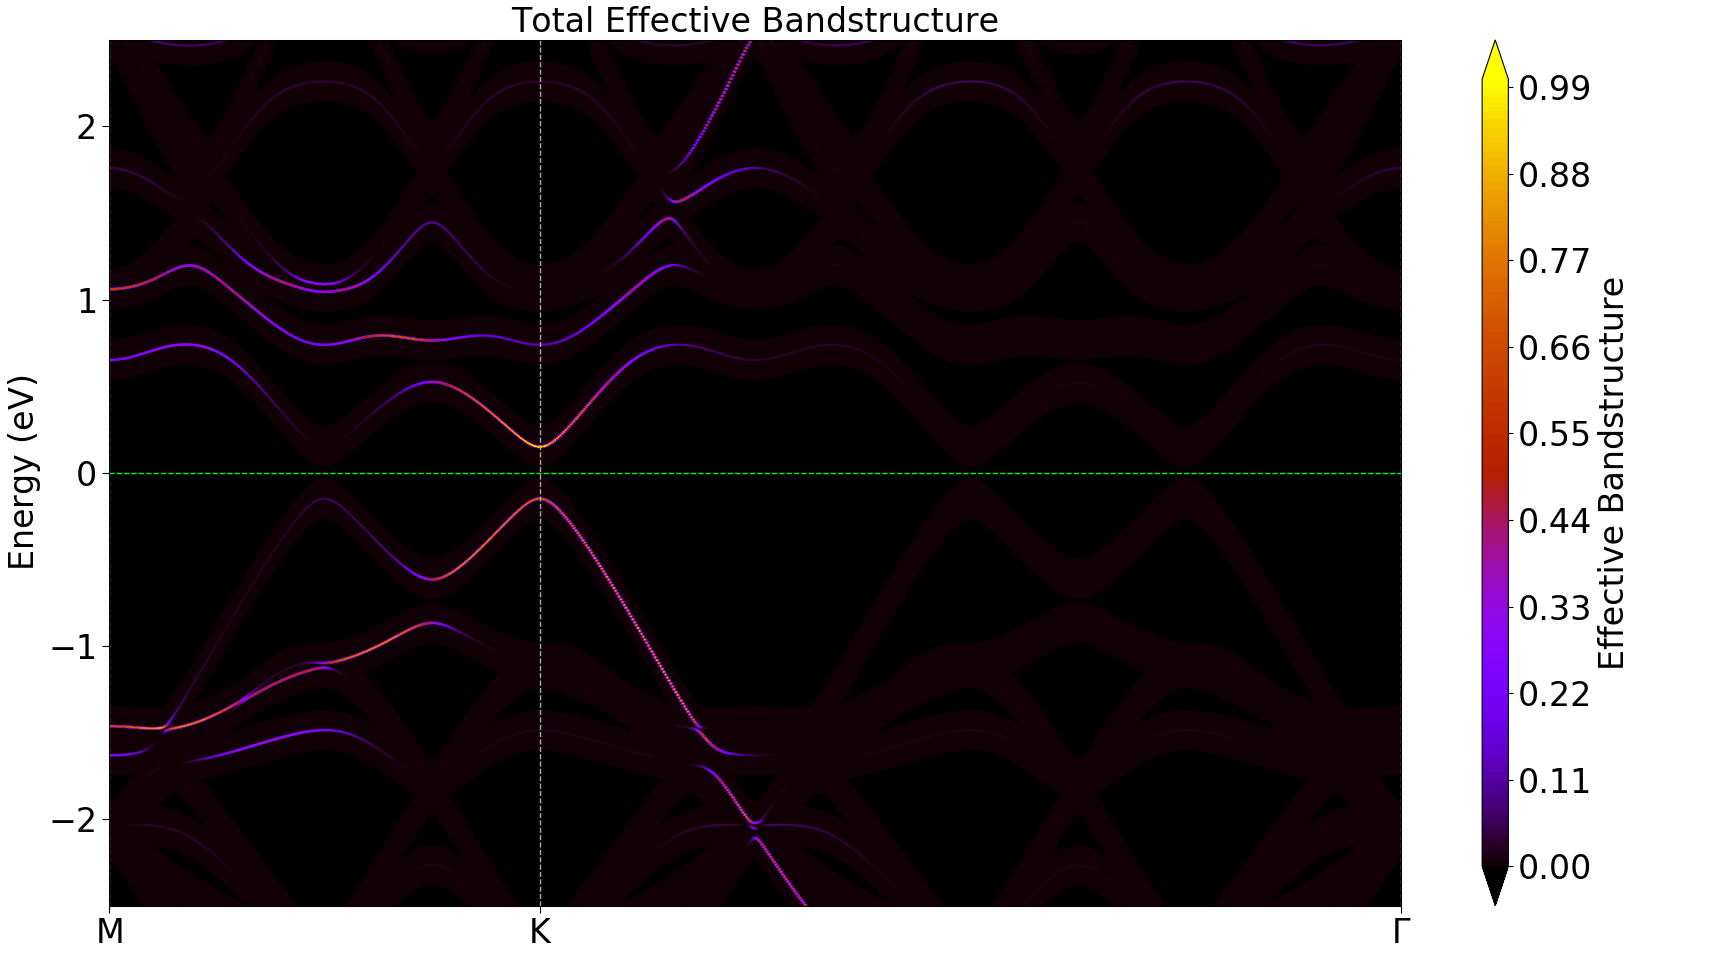 Total Effective Bandstructure
Energy (eV)
2
1
0
−1
−2
M
K
Γ
0.99
0.88
0.77
0.66
0.55
0.44
0.33
0.22
0.11
0.00
Effective Bandstructure